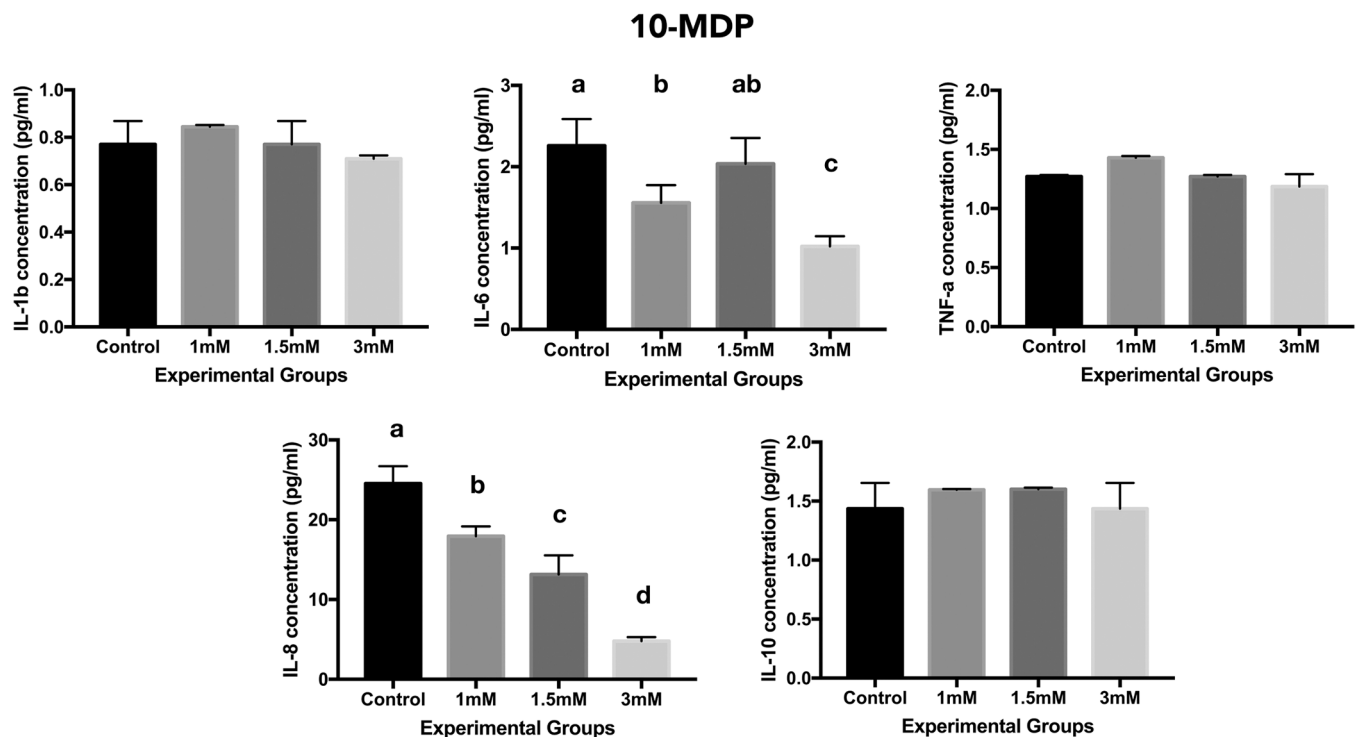 10-MDP
IL-1b concentration (pg/ml)
1.0
0.8
0.6
0.4
0.2
0.0
Control 1mM 1.5mM 3mM
Experimental Groups
IL-6 concentration (pg/ml)
3
2
1
0
a b ab c
Control 1mM 1.5mM 3mM
Experimental Groups
TNF-a concentration (pg/ml)
2.0
1.5
1.0
0.5
0.0
Control 1mM 1.5mM 3mM
Experimental Groups
IL-8 concentration (pg/ml)
30
20
10
0
a
b
c
d
Control 1mM 1.5mM 3mM
Experimental Groups
IL-10 concentration (pg/ml)
2.0
1.5
1.0
0.5
0.0
Control 1mM 1.5mM 3mM
Experimental Groups